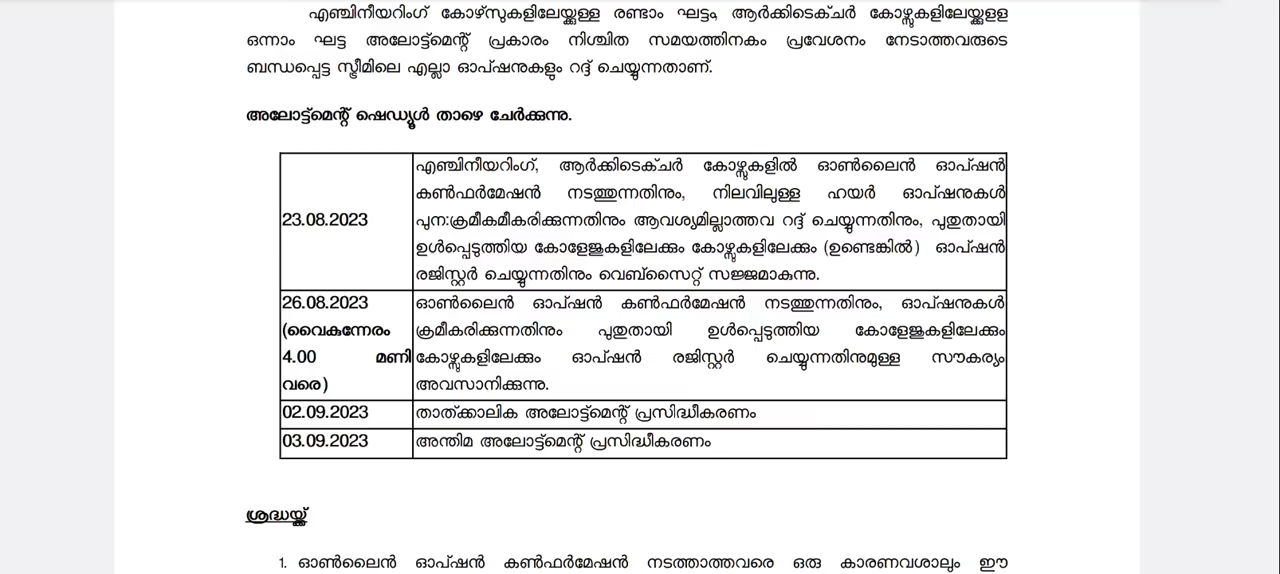 എഞ്ചിനീയറിംഗ് കോഴ്സുകളിലേയ്ക്കുള്ള രണ്ടാം ഘട്ടം, ആർക്കിടെക്ചർ കോഴ്സുകളിലേയ്ക്കുളള
ഒന്നാം ഘട്ട അലോട്ട്മെന്റ് പ്രകാരം നിശ്ചിത സമയത്തിനകം പ്രവേശനം നേടാത്തവരുടെ
ബന്ധപ്പെട്ട സ്ട്രീമിലെ എല്ലാ ഓപ്ഷനുകളും റദ്ദ് ചെയ്യുന്നതാണ്.
അലോട്ട്മെന്റ് ഷെഡ്യൂൾ താഴെ ചേർക്കുന്നു.
23.08.2023
എഞ്ചിനീയറിംഗ്, ആർക്കിടെക്ചർ കോഴ്സുകളിൽ ഓൺലൈൻ ഓപ്ഷൻ
കൺഫർമേഷൻ നടത്തുന്നതിനും, നിലവിലുള്ള ഹയർ ഓപ്ഷനുകൾ
പുന:ക്രമീകമീകരിക്കുന്നതിനും ആവശ്യമില്ലാത്തവ റദ്ദ് ചെയ്യുന്നതിനും, പുതുതായി
ഉൾപ്പെടുത്തിയ കോളേജുകളിലേക്കും കോഴ്സുകളിലേക്കും (ഉണ്ടെങ്കിൽ) ഓപ്ഷൻ
രജിസ്റ്റർ ചെയ്യുന്നതിനും വെബ്സൈറ്റ് സജ്ജമാകുന്നു.
26.08.2023
(വൈകുന്നേരം
4.00 മണി
വരെ)
ഓൺലൈൻ ഓപ്ഷൻ കൺഫർമേഷൻ നടത്തുന്നതിനും, ഓപ്ഷനുകൾ
ക്രമീകരിക്കുന്നതിനും പുതുതായി ഉൾപ്പെടുത്തിയ കോളേജുകളിലേക്കും
കോഴ്സുകളിലേക്കും ഓപ്ഷൻ രജിസ്റ്റർ ചെയ്യുന്നതിനുമുള്ള സൗകര്യം
അവസാനിക്കുന്നു.
02.09.2023
താത്ക്കാലിക അലോട്ട്മെന്റ് പ്രസിദ്ധീകരണം
03.09.2023
അന്തിമ അലോട്ട്മെന്റ് പ്രസിദ്ധീകരണം
ശ്രദ്ധയ്ക്ക്
1. ഓൺലൈൻ ഓപ്ഷൻ കൺഫർമേഷൻ നടത്താത്തവരെ ഒരു കാരണവശാലും ഈ